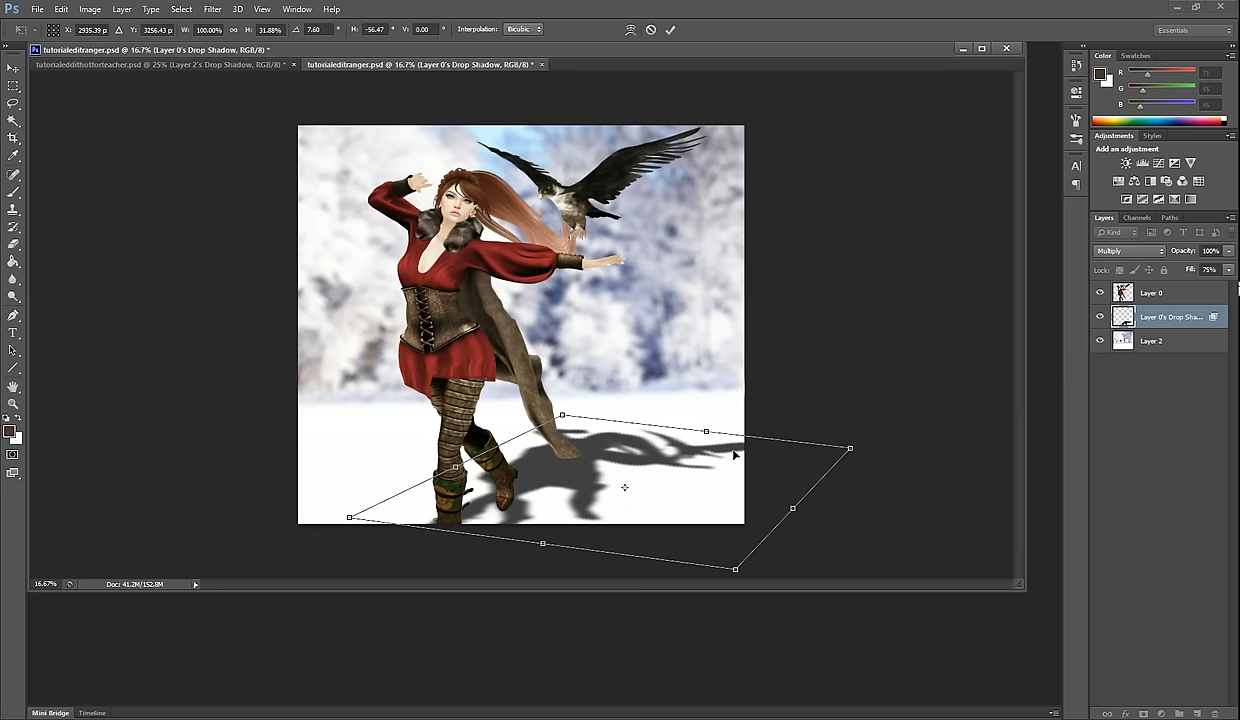 Ps File Edit Image Layer Type Select Filter 3D View Window Help
X: 2935.39 p Y: 3256.43 p W: 100.00% H: 31.88% 7.60 ° H: -56.47 ° V: 0.00 ° Interpolation: Bicubic Essentials
Ps tutorialeditranger.psd @ 16.7% (Layer 0's Drop Shadow, RGB/8) *
tutorialeddithotforteacher.psd @ 25% (Layer 2's Drop Shadow, RGB/8) * × tutorialeditranger.psd @ 16.7% (Layer 0's Drop Shadow, RGB/8) * ×
Color Swatches
R
G
B
Adjustments Styles
Add an adjustment
Layers Channels Paths
Kind
Multiply Opacity: 100%
Lock: Fill: 75%
Layer 0
Layer 0's Drop Sha...
Layer 2
16.67% Doc: 41.2M/152.8M
Mini Bridge Timeline